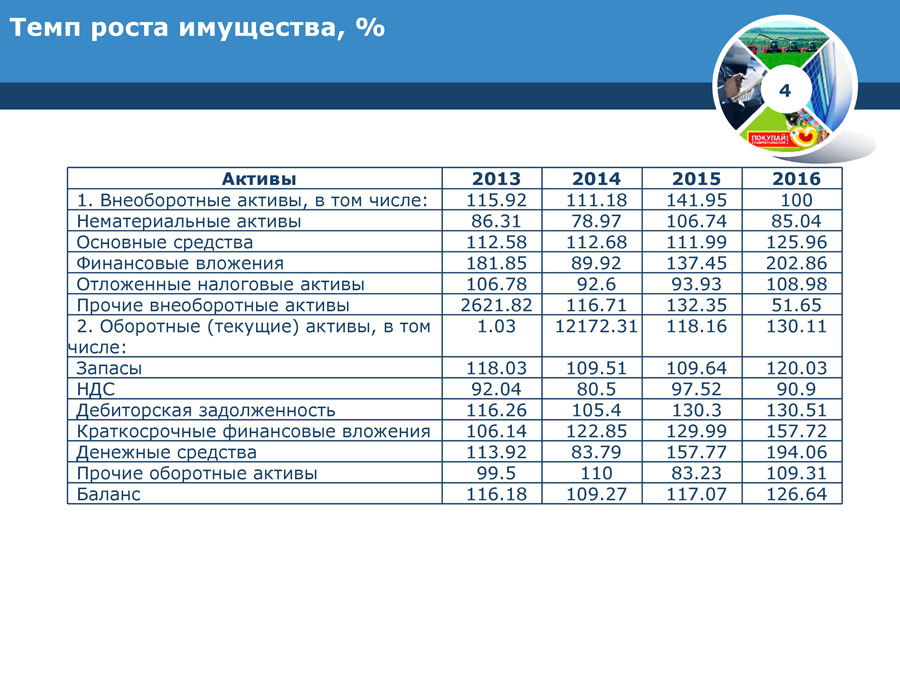 Темп роста имущества, %
4
ПОКУПАЙ
Активы 2013 2014 2015 2016
1. Внеоборотные активы, в том числе: 115.92 111.18 141.95 100
Нематериальные активы 86.31 78.97 106.74 85.04
Основные средства 112.58 112.68 111.99 125.96
Финансовые вложения 181.85 89.92 137.45 202.86
Отложенные налоговые активы 106.78 92.6 93.93 108.98
Прочие внеоборотные активы 2621.82 116.71 132.35 51.65
2. Оборотные (текущие) активы, в том 1.03 12172.31 118.16 130.11
числе:
Запасы 118.03 109.51 109.64 120.03
НДС 92.04 80.5 97.52 90.9
Дебиторская задолженность 116.26 105.4 130.3 130.51
Краткосрочные финансовые вложения 106.14 122.85 129.99 157.72
Денежные средства 113.92 83.79 157.77 194.06
Прочие оборотные активы 99.5 110 83.23 109.31
Баланс 116.18 109.27 117.07 126.64